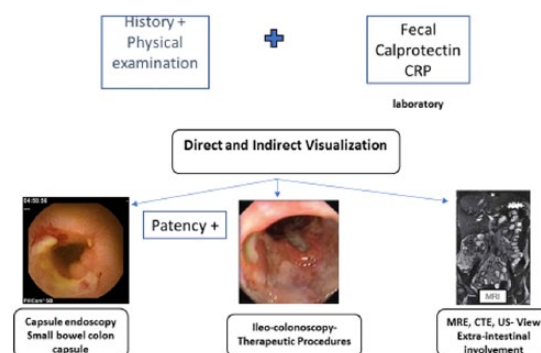 History +
Physical
examination
Fecal
Calprotectin
CRP
laboratory
Direct and Indirect Visualization
Patency +
MRI
Capsule endoscopy
Small bowel colon
capsule
Ileo-colonoscopy-
Therapeutic Procedures
MRE, CTE, US- View
Extra-intestinal
involvement